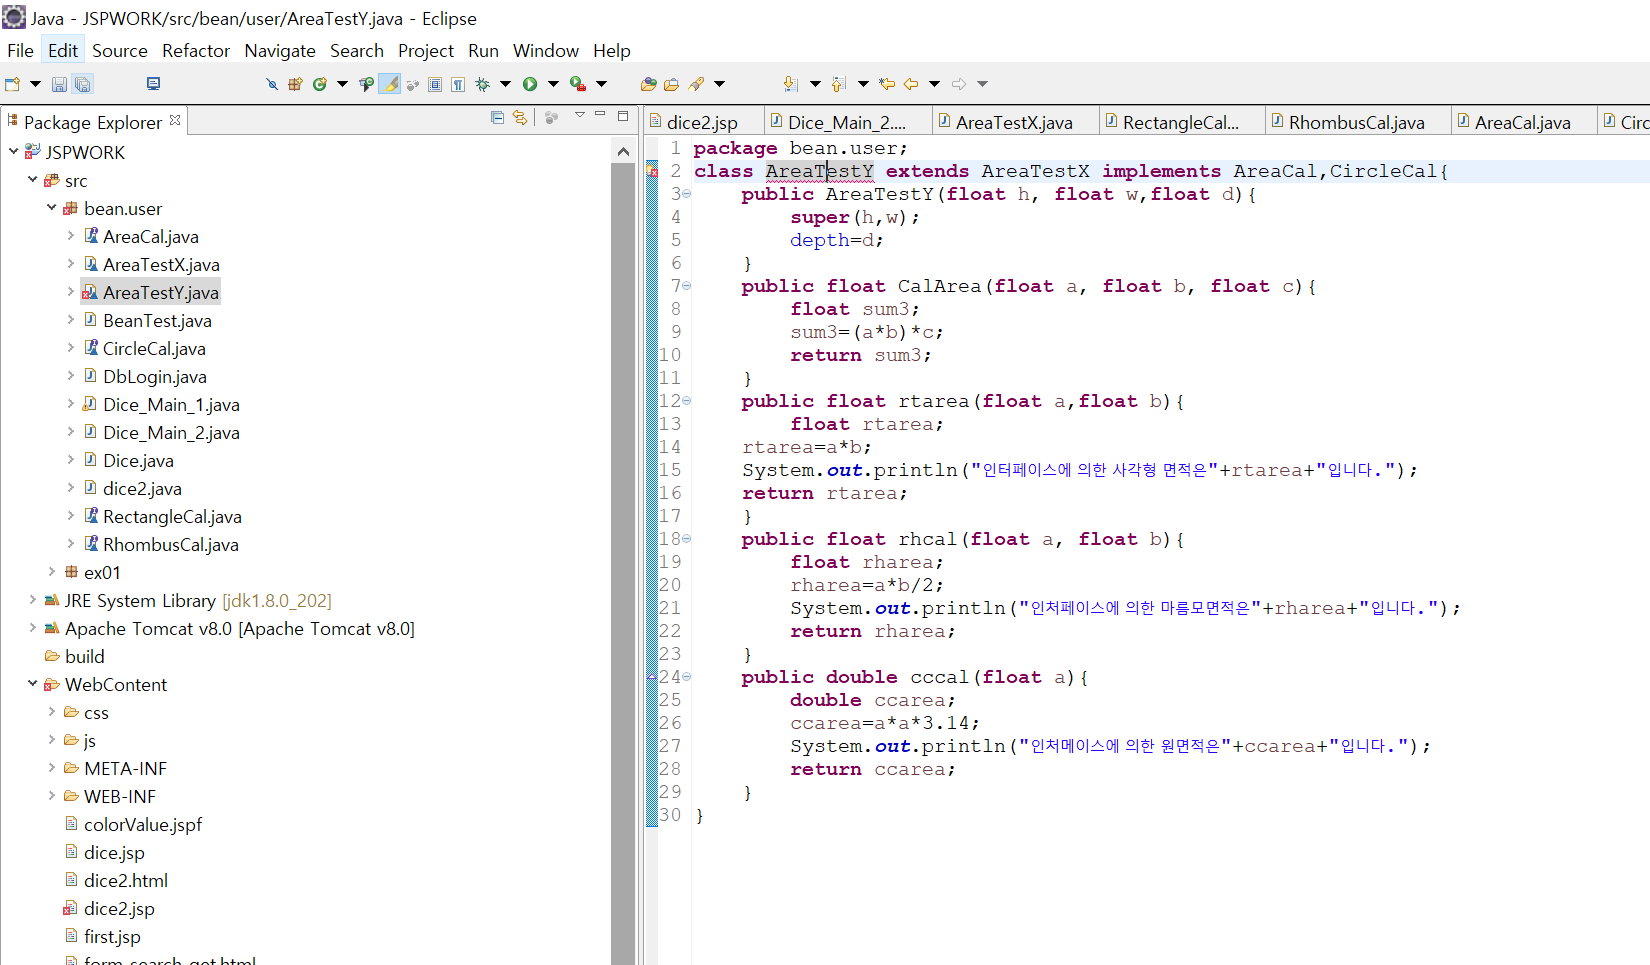 Java - JSPWORK/src/bean/user/AreaTestY.java - Eclipse
File Edit Source Refactor Navigate Search Project Run Window Help
Package Explorer
JSPWORK
src
bean.user
AreaCal.java
AreaTestX.java
AreaTestY.java
BeanTest.java
CircleCal.java
DbLogin.java
Dice_Main_1.java
Dice_Main_2.java
Dice.java
dice2.java
RectangleCal.java
RhombusCal.java
ex01
JRE System Library [jdk1.8.0_202]
Apache Tomcat v8.0 [Apache Tomcat v8.0]
build
WebContent
css
js
META-INF
WEB-INF
colorValue.jspf
dice.jsp
dice2.html
dice2.jsp
first.jsp
form-search-get.html
dice2.jsp Dice_Main_2.... AreaTestX.java RectangleCal... RhombusCal.java AreaCal.java Circ
1 package bean.user;
2 class AreaTestY extends AreaTestX implements AreaCal,CircleCal{
3 public AreaTestY(float h, float w,float d){
4 super(h,w);
5 depth=d;
6 }
7 public float CalArea(float a, float b, float c){
8 float sum3;
9 sum3=(a*b)*c;
10 return sum3;
11 }
12 public float rtarea(float a,float b){
13 float rtarea;
14 rtarea=a*b;
15 System.out.println("인터페이스에 의한 사각형 면적은"+rtarea+"입니다.");
16 return rtarea;
17 }
18 public float rhcal(float a, float b){
19 float rharea;
20 rharea=a*b/2;
21 System.out.println("인처페이스에 의한 마름모면적은"+rharea+"입니다.");
22 return rharea;
23 }
24 public double cccal(float a){
25 double ccarea;
26 ccarea=a*a*3.14;
27 System.out.println("인처메이스에 의한 원면적은"+ccarea+"입니다.");
28 return ccarea;
29 }
30 }